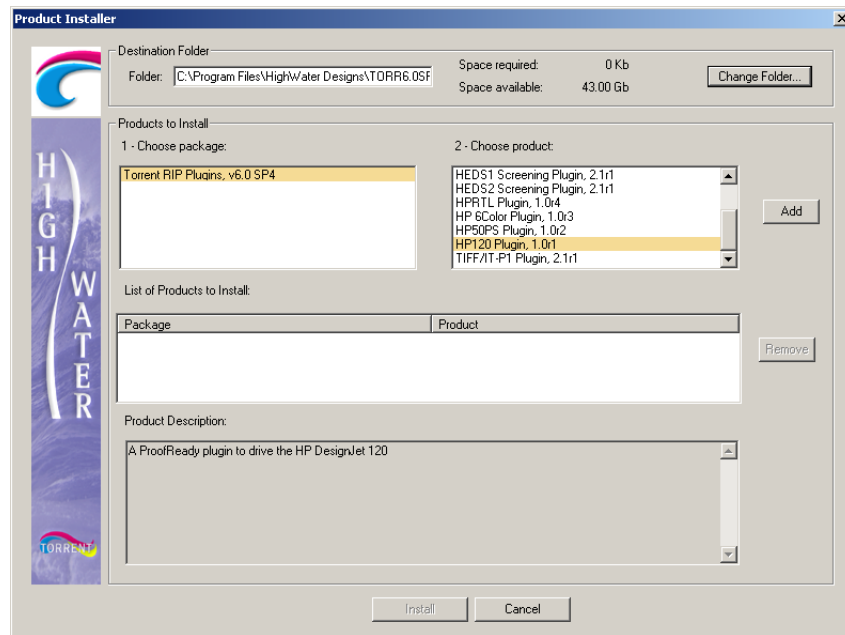 Product Installer
HIGH WATER
TORRENT
Destination Folder
Folder: C:\Program Files\HighWater Designs\TORR6.0SF
Space required: 0 Kb
Space available: 43.00 Gb
Change Folder...
Products to Install
1 - Choose package:
Torrent RIP Plugins, v6.0 SP4
2 - Choose product:
HEDS1 Screening Plugin, 2.1r1
HEDS2 Screening Plugin, 2.1r1
HPRTL Plugin, 1.0r4
HP 6Color Plugin, 1.0r3
HP50PS Plugin, 1.0r2
HP120 Plugin, 1.0r1
TIFF/IT-P1 Plugin, 2.1r1
Add
List of Products to Install:
Package Product
Remove
Product Description:
A ProofReady plugin to drive the HP DesignJet 120
Install Cancel